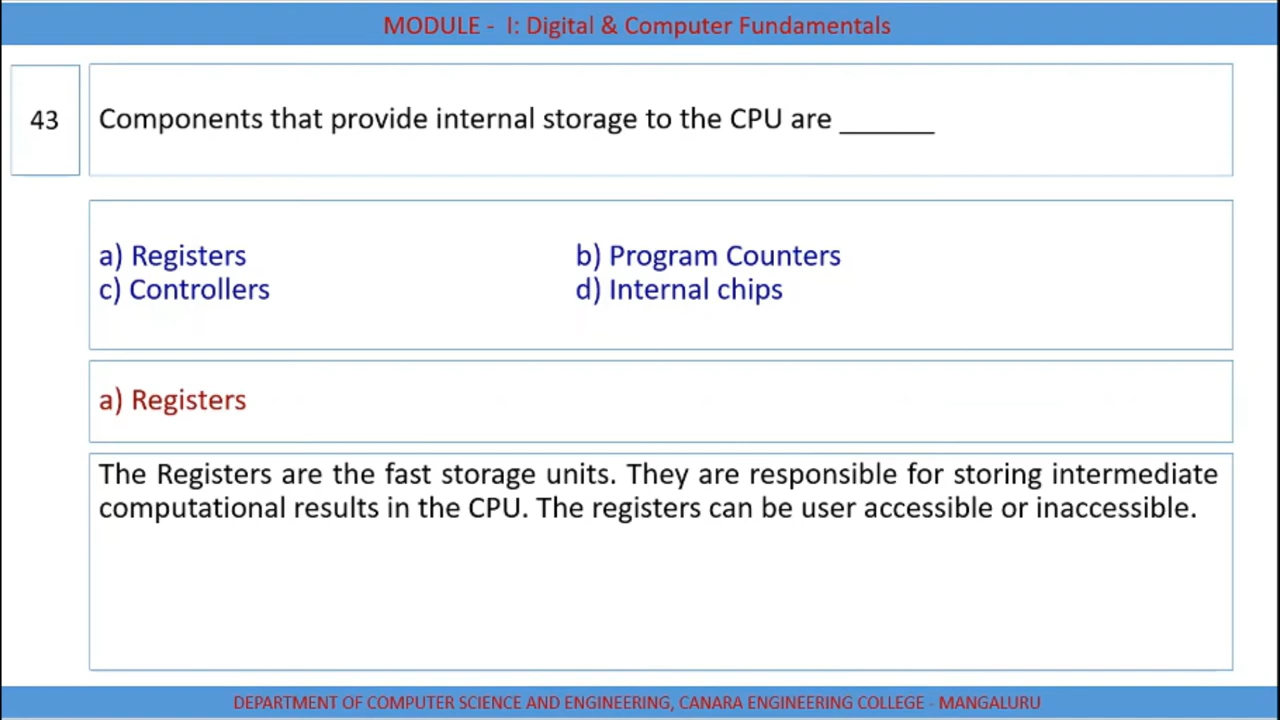 MODULE - I: Digital & Computer Fundamentals
43
Components that provide internal storage to the CPU are ______
a) Registers b) Program Counters
c) Controllers d) Internal chips
a) Registers
The Registers are the fast storage units. They are responsible for storing intermediate
computational results in the CPU. The registers can be user accessible or inaccessible.
DEPARTMENT OF COMPUTER SCIENCE AND ENGINEERING, CANARA ENGINEERING COLLEGE - MANGALURU